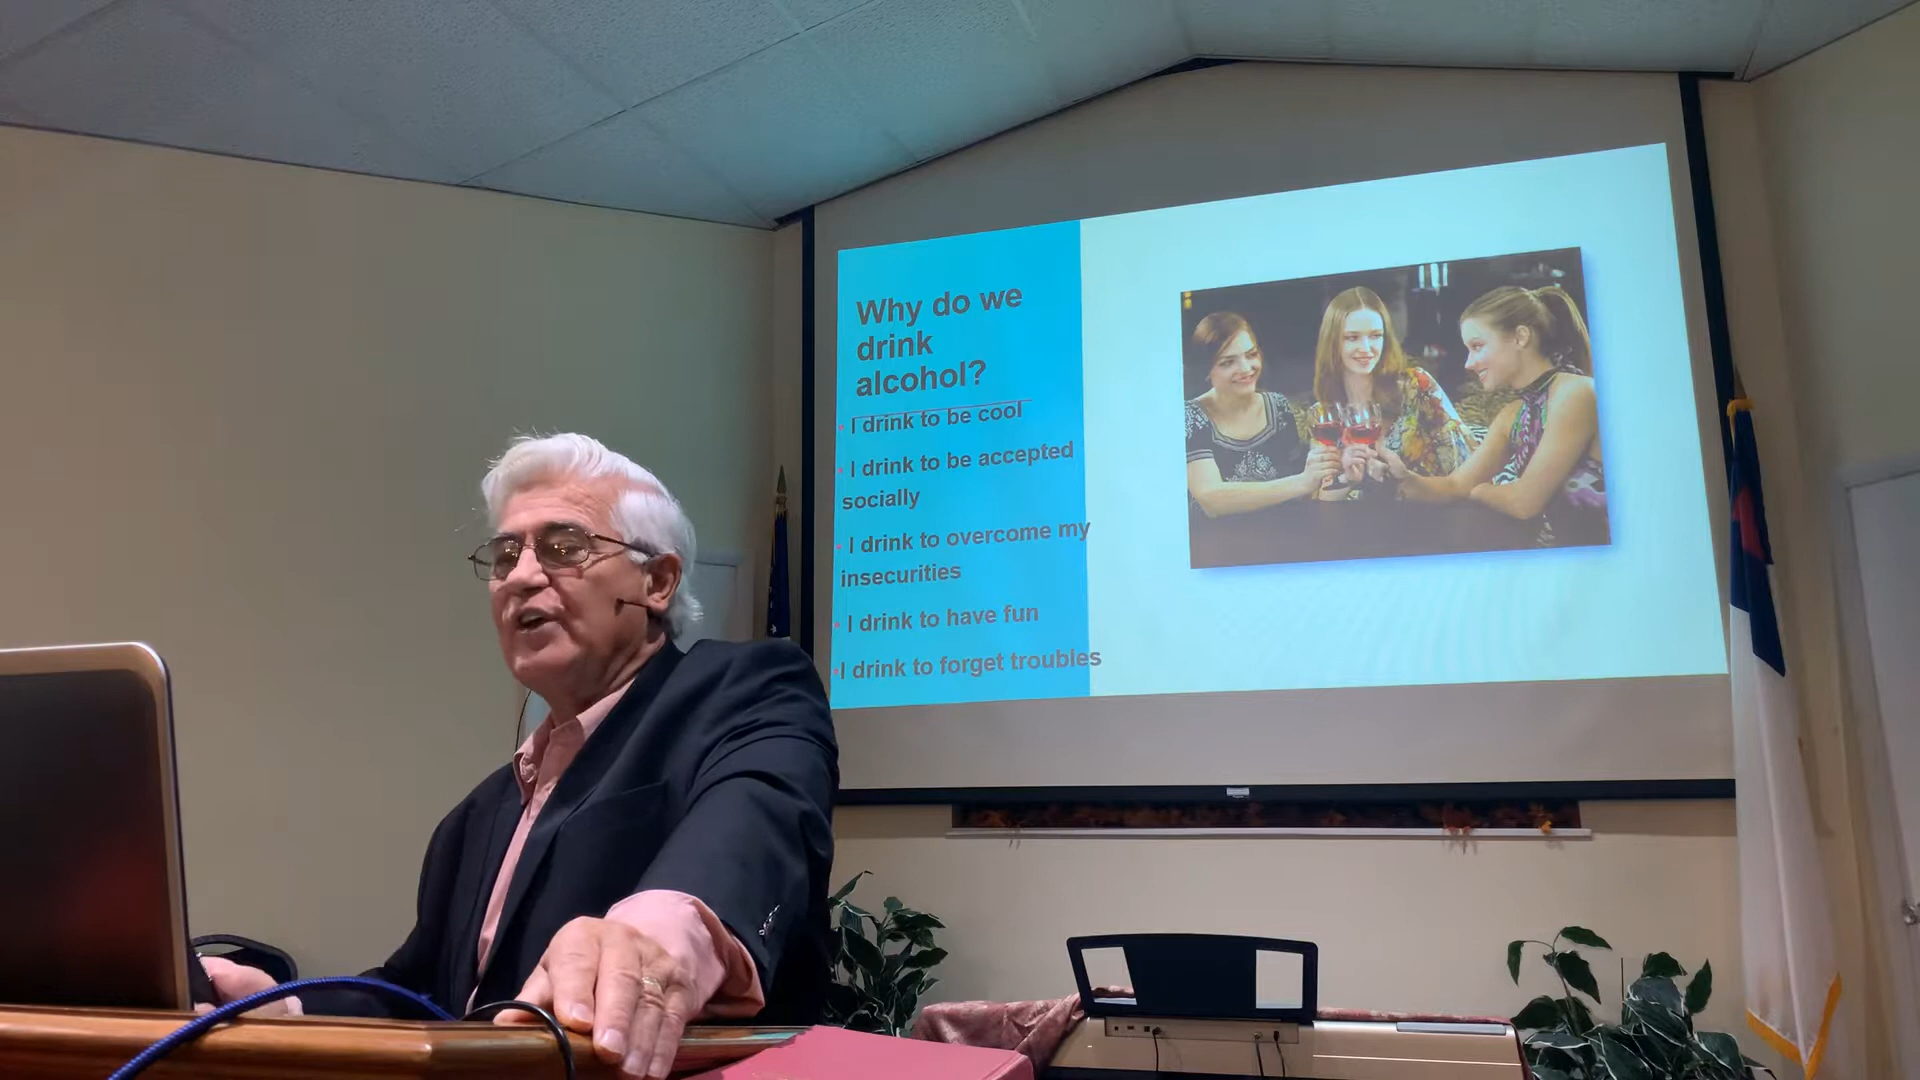 Why do we
drink
alcohol?
• I drink to be cool
• I drink to be accepted
socially
• I drink to overcome my
insecurities
• I drink to have fun
• I drink to forget troubles